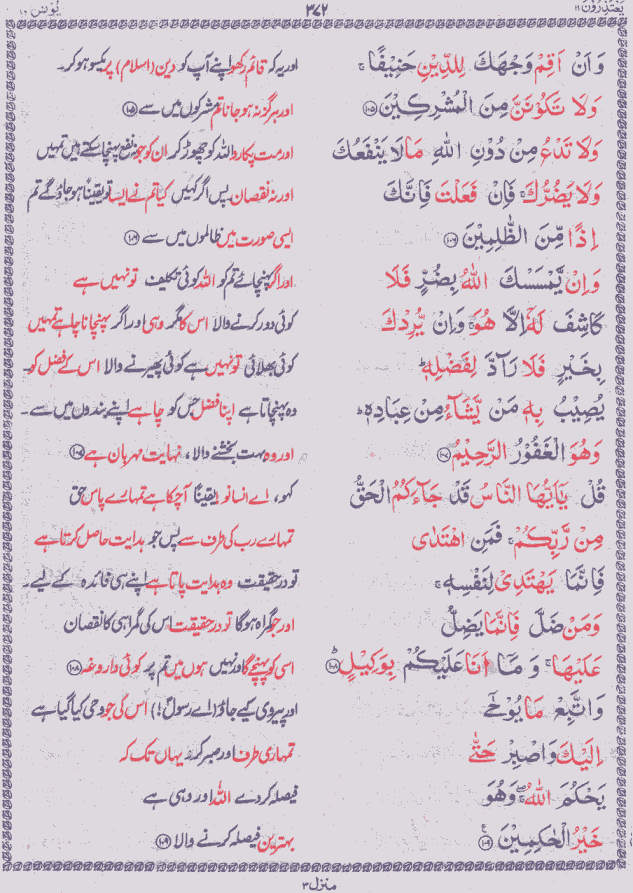 یعتذرون ۱۱
۳۷۲
یونس ۱۰
وَ اَنْ اَقِمْ وَجْهَكَ لِلدِّيْنِ حَنِيْفًا ۚ
اور یہ کہ قائم رکھو اپنے آپ کو دین (اسلام) پر یکسو ہو کر۔
وَلَا تَكُوْنَنَّ مِنَ الْمُشْرِكِيْنَ ۝۱۰۵
اور ہرگز نہ ہو جانا تم مشرکوں میں سے ۝۱۰۵
وَلَا تَدْعُ مِنْ دُوْنِ اللّٰهِ مَا لَا يَنْفَعُكَ
اور مت پکارو اللہ کو چھوڑ کر ان کو جو نہ نفع پہنچا سکتے ہیں تمہیں
وَلَا يَضُرُّكَ ۚ فَاِنْ فَعَلْتَ فَاِنَّكَ
اور نہ نقصان پس اگر کہیں کیا تم نے ایسا تو یقیناً ہو جاؤ گے تم
اِذًا مِّنَ الظّٰلِمِيْنَ ۝۱۰۶
ایسی صورت میں ظالموں میں سے ۝۱۰۶
وَاِنْ يَّمْسَسْكَ اللّٰهُ بِضُرٍّ فَلَا
اور اگر پہنچائے تم کو اللہ کوئی تکلیف تو نہیں ہے
كَاشِفَ لَهٗۤ اِلَّا هُوَ ۚ وَاِنْ يُّرِدْكَ
کوئی دور کرنے والا اس کا مگر وہی اور اگر پہنچانا چاہے تمہیں
بِخَيْرٍ فَلَا رَآدَّ لِفَضْلِهٖ ؕ
کوئی بھلائی تو نہیں ہے کوئی پھیرنے والا اس کے فضل کو۔
يُصِيْبُ بِهٖ مَنْ يَّشَآءُ مِنْ عِبَادِهٖ ؕ
وہ پہنچاتا ہے اپنا فضل جس کو چاہے اپنے بندوں میں سے۔
وَهُوَ الْغَفُوْرُ الرَّحِيْمُ ۝۱۰۷
اور وہ بہت بخشنے والا، نہایت مہربان ہے ۝۱۰۷
قُلْ يٰۤاَيُّهَا النَّاسُ قَدْ جَآءَكُمُ الْحَقُّ
کہو، اے انسانو! یقیناً آچکا ہے تمہارے پاس حق
مِنْ رَّبِّكُمْ ۚ فَمَنِ اهْتَدٰى
تمہارے رب کی طرف سے پس جو ہدایت حاصل کرتا ہے
فَاِنَّمَا يَهْتَدِيْ لِنَفْسِهٖ ۚ
تو درحقیقت وہ ہدایت پاتا ہے اپنے ہی فائدہ کے لیے۔
وَمَنْ ضَلَّ فَاِنَّمَا يَضِلُّ
اور جو گمراہ ہوگا تو درحقیقت اس کی گمراہی کا نقصان
عَلَيْهَا ۚ وَ مَاۤ اَنَا عَلَيْكُمْ بِوَكِيْلٍ ؕ ۝۱۰۸
اسی کو پہنچے گا اور نہیں ہوں میں تم پر کوئی داروغہ ۝۱۰۸
وَاتَّبِعْ مَا يُوْحٰۤى
اور پیروی کیے جاؤ (اے رسولؐ!) اس کی جو وحی کیا گیا ہے
اِلَيْكَ وَاصْبِرْ حَتّٰى
تمہاری طرف اور صبر کرو یہاں تک کہ
يَحْكُمَ اللّٰهُ ۖ وَهُوَ
فیصلہ کردے اللہ اور وہی ہے
خَيْرُ الْحٰكِمِيْنَ ۝۱۰۹
بہترین فیصلہ کرنے والا ۝۱۰۹
منزل ۳